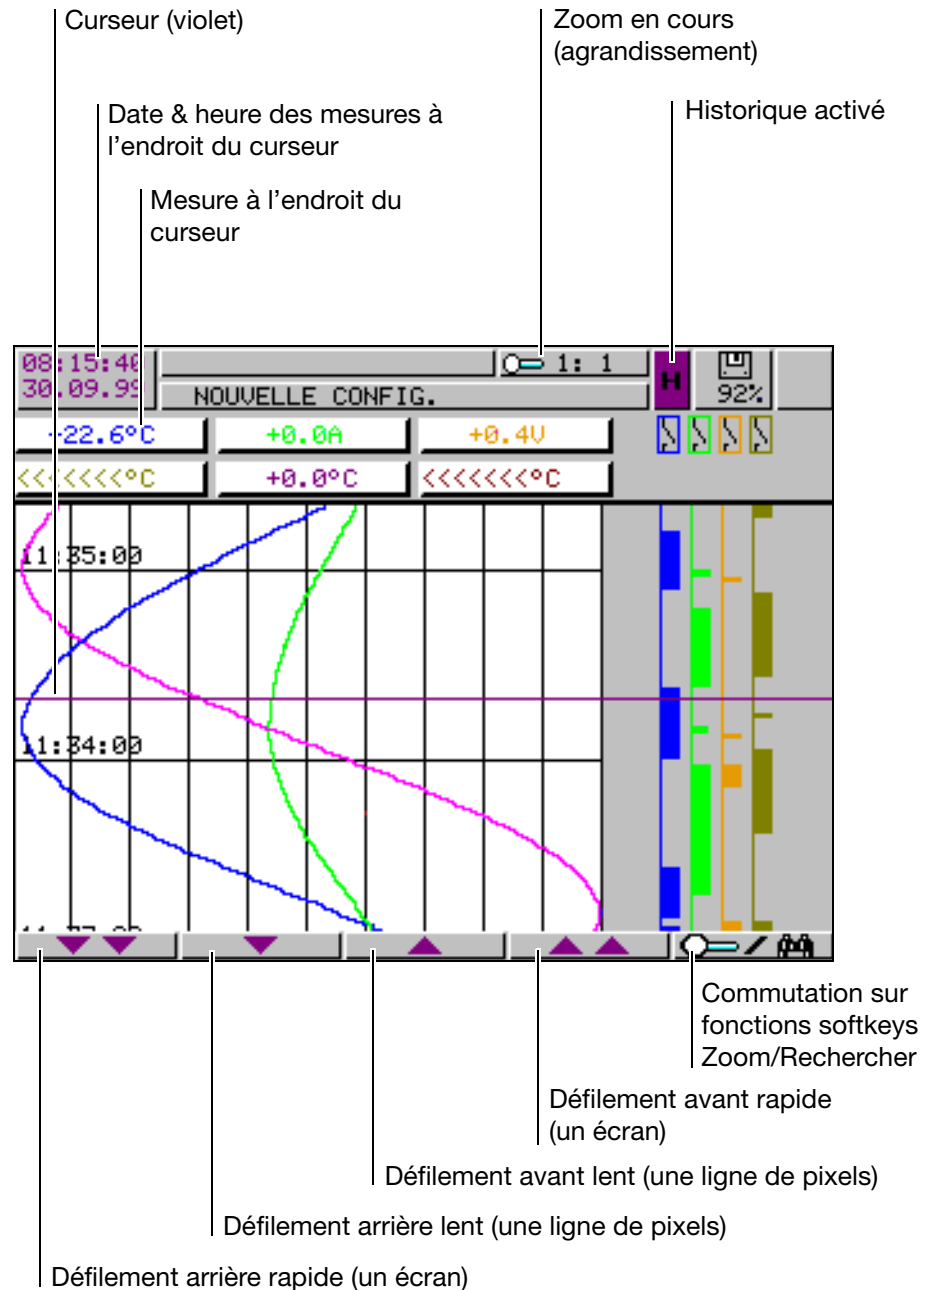 Curseur (violet)
Zoom en cours
(agrandissement)
Date & heure des mesures à
l'endroit du curseur
Historique activé
Mesure à l'endroit du
curseur
08:15:40
30.09.99
1: 1
NOUVELLE CONFIG.
H
92%
-22.6°C
+0.0A
+0.4V
<<<<<<<°C
+0.0°C
<<<<<<<°C
11:35:00
11:34:00
Commutation sur
fonctions softkeys
Zoom/Rechercher
Défilement avant rapide
(un écran)
Défilement avant lent (une ligne de pixels)
Défilement arrière lent (une ligne de pixels)
Défilement arrière rapide (un écran)